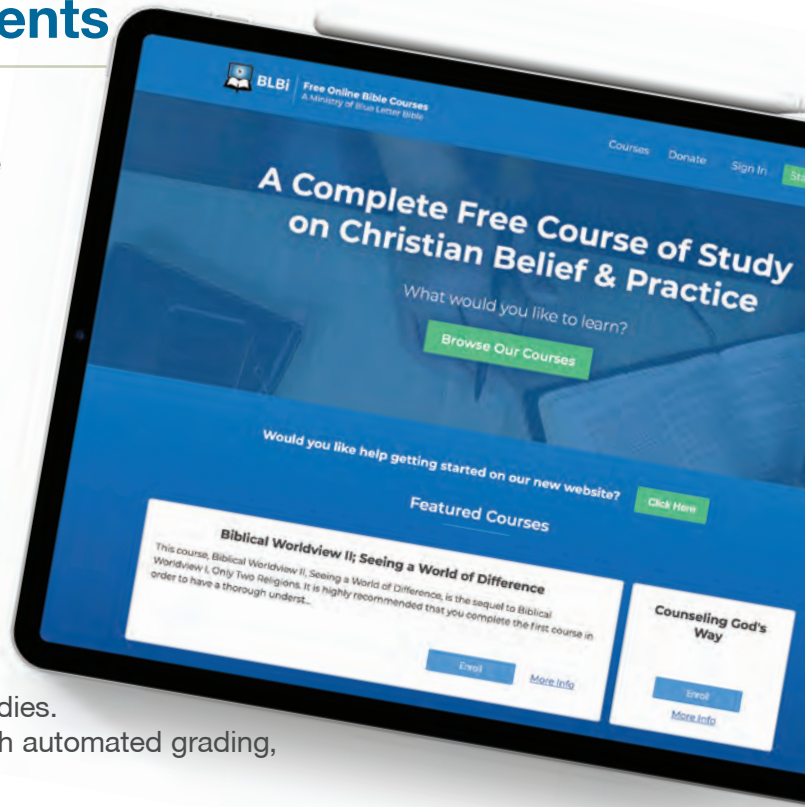 ents
BLBi
Free Online Bible Courses
A Ministry of Blue Letter Bible
Courses Donate Sign In
A Complete Free Course of Study
on Christian Belief & Practice
What would you like to learn?
Browse Our Courses
Would you like help getting started on our new website?
Click Here
Featured Courses
Biblical Worldview II; Seeing a World of Difference
This course, Biblical Worldview II, Seeing a World of Difference, is the sequel to Biblical
Worldview I, Only Two Religions. It is highly recommended that you complete the first course in
order to have a thorough underst...
Enroll
More Info
Counseling God's
Way
Enroll
More Info
dies.
h automated grading,